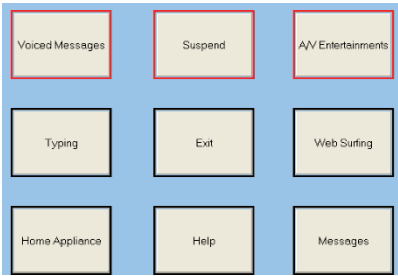 Voiced Messages
Suspend
A/V Entertainments
Typing
Exit
Web Surfing
Home Appliance
Help
Messages